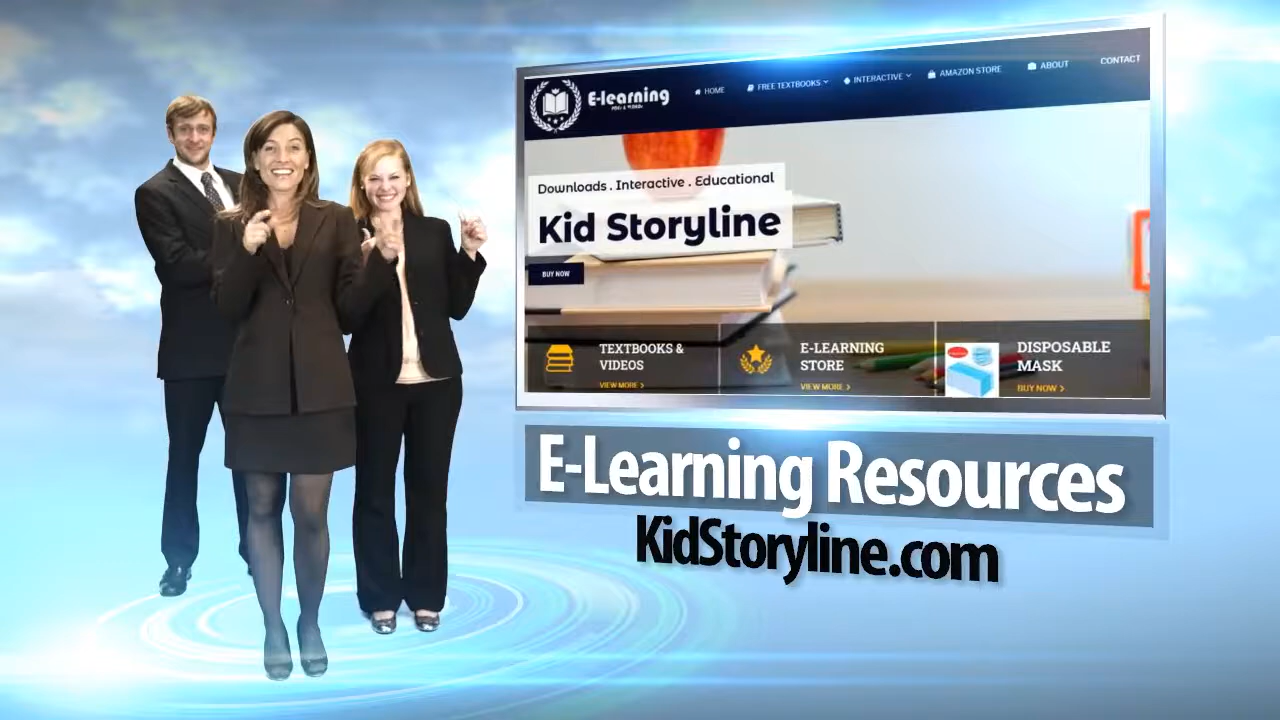 E-learning
HOME
FREE TEXTBOOKS
INTERACTIVE
AMAZON STORE
ABOUT
CONTACT
Downloads . Interactive . Educational
Kid Storyline
BUY NOW
TEXTBOOKS &
VIDEOS
VIEW MORE >
E-LEARNING
STORE
VIEW MORE >
DISPOSABLE
MASK
BUY NOW >
E-Learning Resources
KidStoryline.com